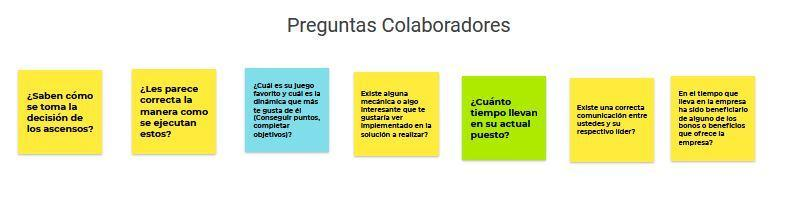 Preguntas Colaboradores
¿Saben cómo
se toma la
decisión de
los ascensos?
¿Les parece
correcta la
manera como
se ejecutan
estos?
¿Cuál es su juego
favorito y cuál es la
dinámica que más
te gusta de él
(Conseguir puntos,
completar
objetivos)?
Existe alguna
mecánica o algo
interesante que te
gustaría ver
implementado en la
solución a realizar?
¿Cuánto
tiempo llevan
en su actual
puesto?
Existe una correcta
comunicación entre
ustedes y su
respectivo líder?
En el tiempo que
lleva en la empresa
ha sido beneficiario
de alguno de los
bonos o beneficios
que ofrece la
empresa?